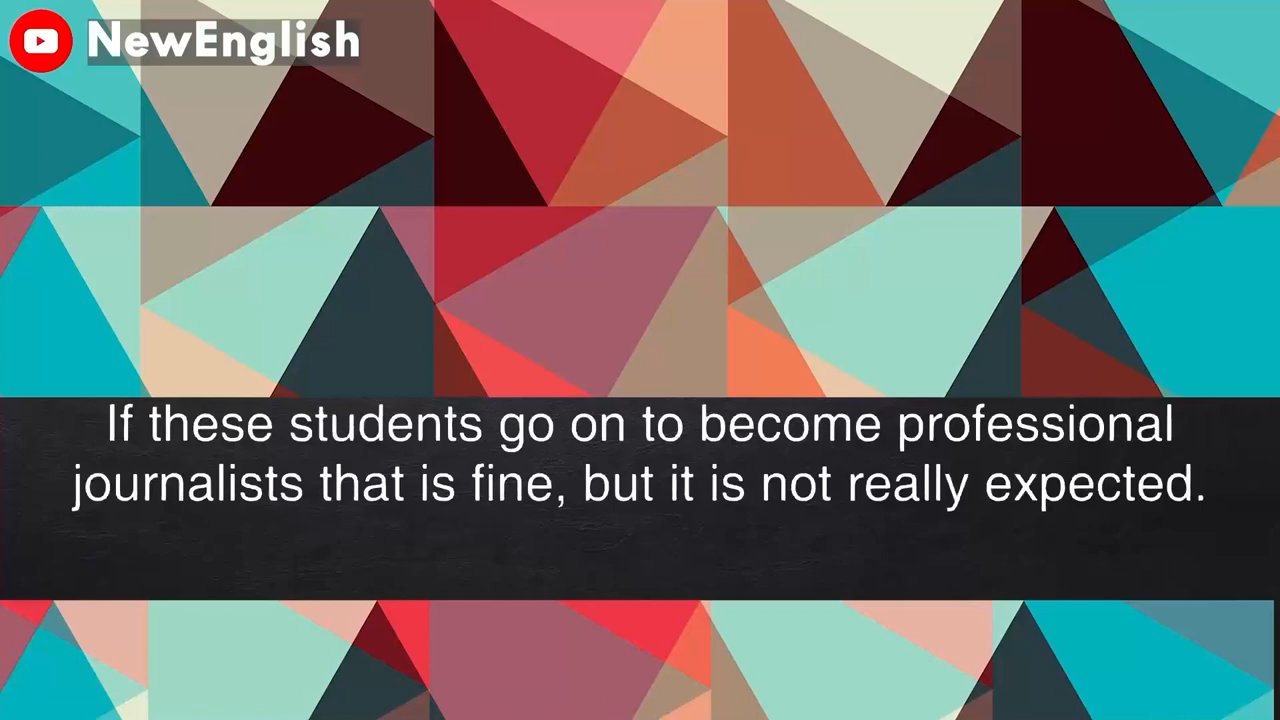 NewEnglish
If these students go on to become professional
journalists that is fine, but it is not really expected.